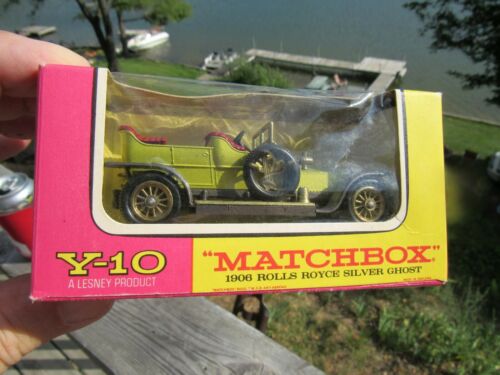 Y-10
A LESNEY PRODUCT
"MATCHBOX"
1906 ROLLS ROYCE SILVER GHOST